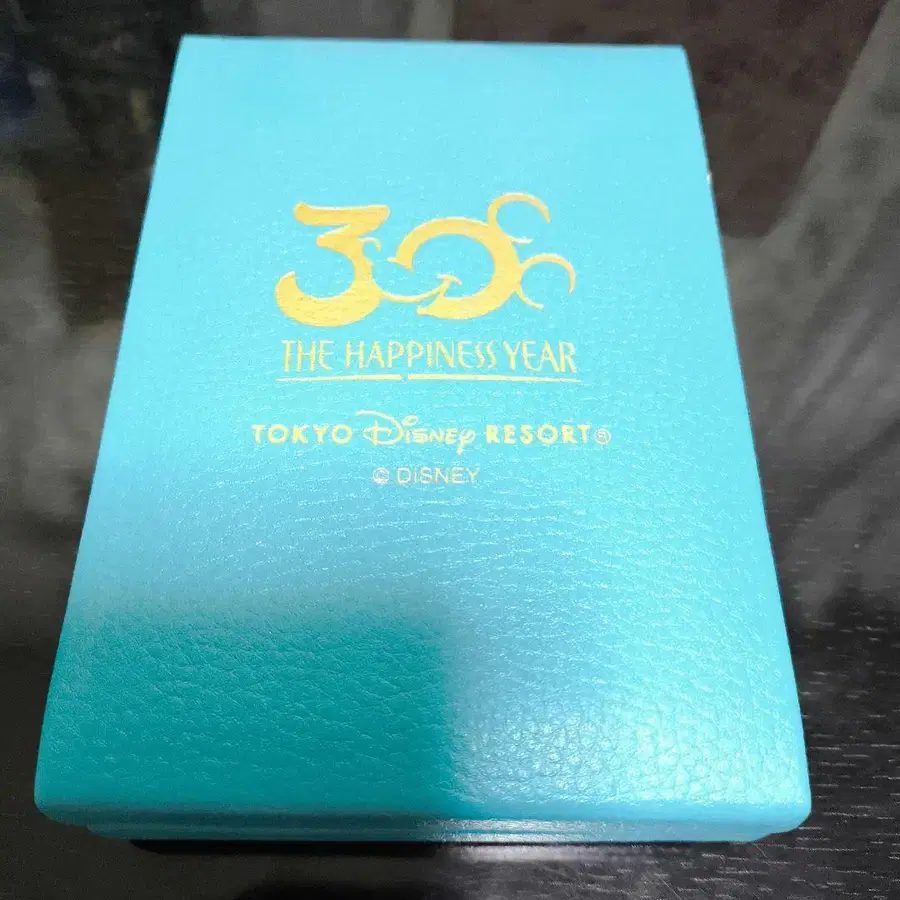 30
THE HAPPINESS YEAR
TOKYO Disney RESORT®
© DISNEY